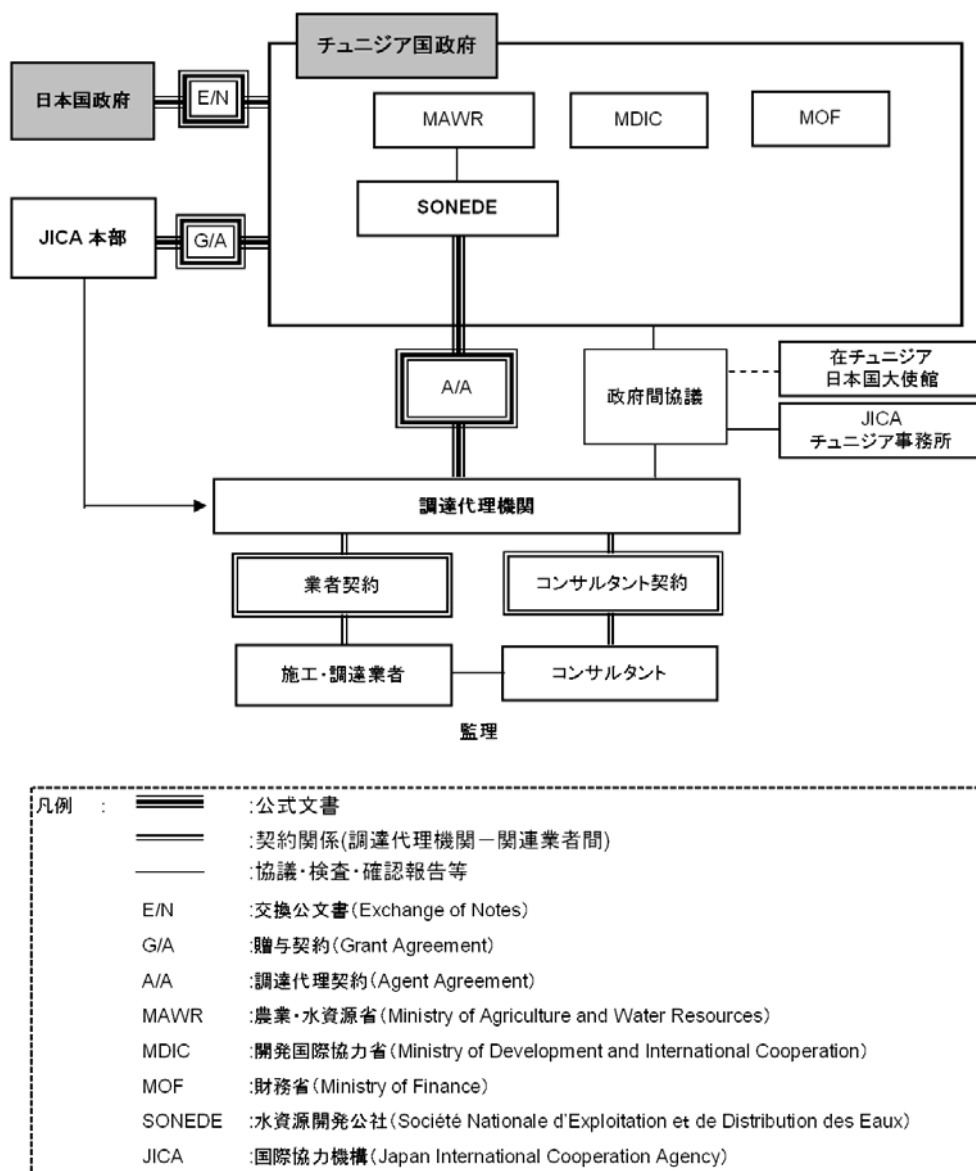 チュニジア国政府
日本国政府
E/N
MAWR
MDIC
MOF
SONEDE
JICA 本部
G/A
A/A
政府間協議
在チュニジア
日本国大使館
JICA
チュニジア事務所
調達代理機関
業者契約
コンサルタント契約
施工・調達業者
コンサルタント
監理
凡例 : :公式文書
:契約関係(調達代理機関－関連業者間)
:協議・検査・確認報告等
E/N :交換公文書(Exchange of Notes)
G/A :贈与契約(Grant Agreement)
A/A :調達代理契約(Agent Agreement)
MAWR :農業・水資源省(Ministry of Agriculture and Water Resources)
MDIC :開発国際協力省(Ministry of Development and International Cooperation)
MOF :財務省(Ministry of Finance)
SONEDE :水資源開発公社(Société Nationale d'Exploitation et de Distribution des Eaux)
JICA :国際協力機構(Japan International Cooperation Agency)